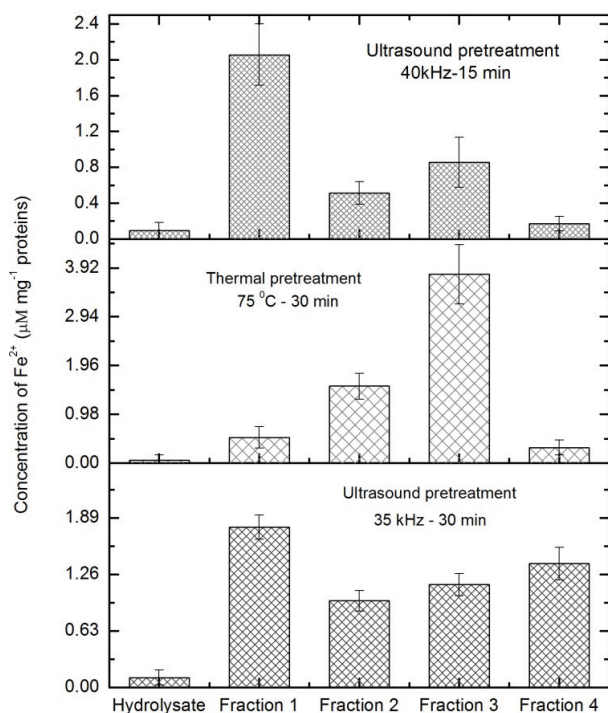 Concentration of Fe²⁺ (μM mg⁻¹ proteins)
2.4
2.0
1.6
1.2
0.8
0.4
0.0
Ultrasound pretreatment
40kHz-15 min
3.92
2.94
1.96
0.98
0.00
Thermal pretreatment
75 ⁰C - 30 min
1.89
1.26
0.63
0.00
Ultrasound pretreatment
35 kHz - 30 min
Hydrolysate Fraction 1 Fraction 2 Fraction 3 Fraction 4